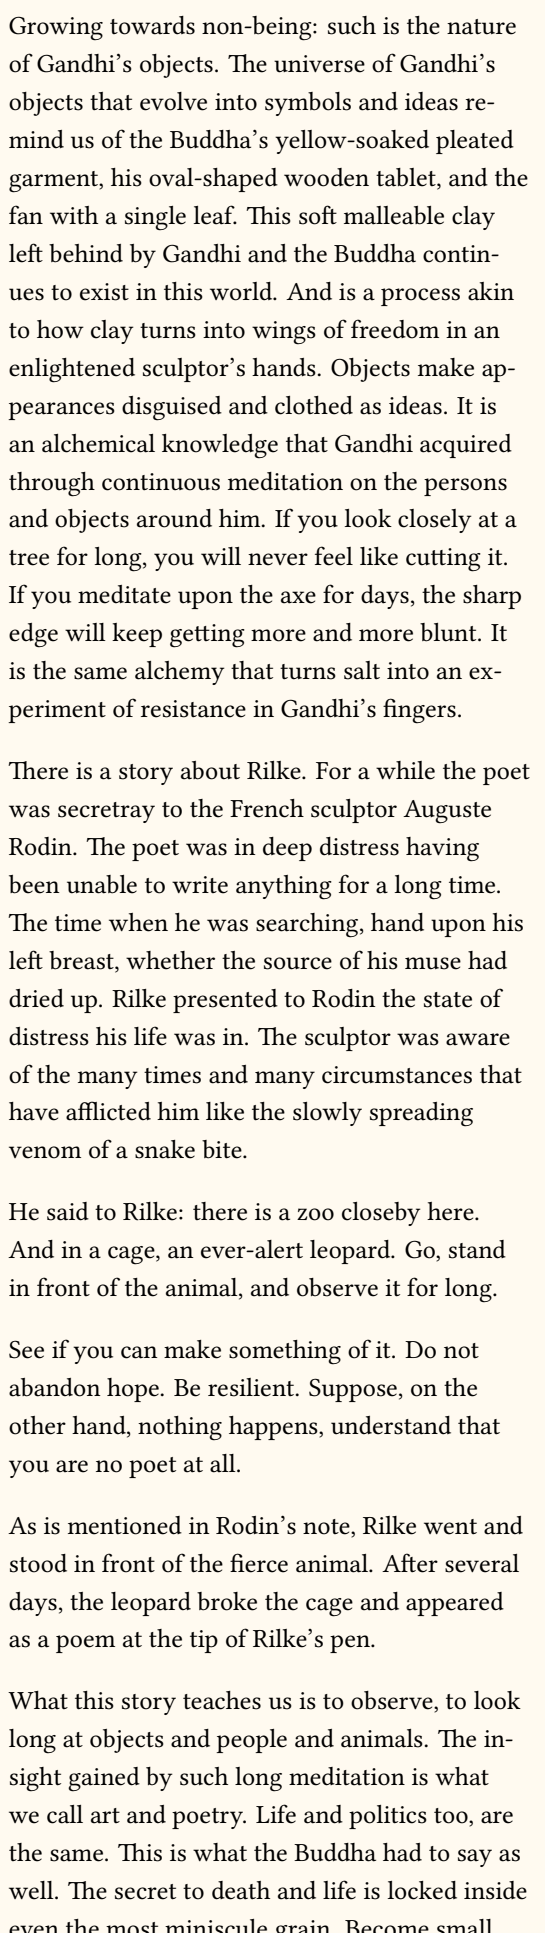 Growing towards non-being: such is the nature
of Gandhi’s objects. The universe of Gandhi’s
objects that evolve into symbols and ideas re-
mind us of the Buddha’s yellow-soaked pleated
garment, his oval-shaped wooden tablet, and the
fan with a single leaf. This soft malleable clay
left behind by Gandhi and the Buddha contin-
ues to exist in this world. And is a process akin
to how clay turns into wings of freedom in an
enlightened sculptor’s hands. Objects make ap-
pearances disguised and clothed as ideas. It is
an alchemical knowledge that Gandhi acquired
through continuous meditation on the persons
and objects around him. If you look closely at a
tree for long, you will never feel like cutting it.
If you meditate upon the axe for days, the sharp
edge will keep getting more and more blunt. It
is the same alchemy that turns salt into an ex-
periment of resistance in Gandhi’s fingers.
There is a story about Rilke. For a while the poet
was secretray to the French sculptor Auguste
Rodin. The poet was in deep distress having
been unable to write anything for a long time.
The time when he was searching, hand upon his
left breast, whether the source of his muse had
dried up. Rilke presented to Rodin the state of
distress his life was in. The sculptor was aware
of the many times and many circumstances that
have afflicted him like the slowly spreading
venom of a snake bite.
He said to Rilke: there is a zoo closeby here.
And in a cage, an ever-alert leopard. Go, stand
in front of the animal, and observe it for long.
See if you can make something of it. Do not
abandon hope. Be resilient. Suppose, on the
other hand, nothing happens, understand that
you are no poet at all.
As is mentioned in Rodin’s note, Rilke went and
stood in front of the fierce animal. After several
days, the leopard broke the cage and appeared
as a poem at the tip of Rilke’s pen.
What this story teaches us is to observe, to look
long at objects and people and animals. The in-
sight gained by such long meditation is what
we call art and poetry. Life and politics too, are
the same. This is what the Buddha had to say as
well. The secret to death and life is locked inside
even the most miniscule grain. Become small